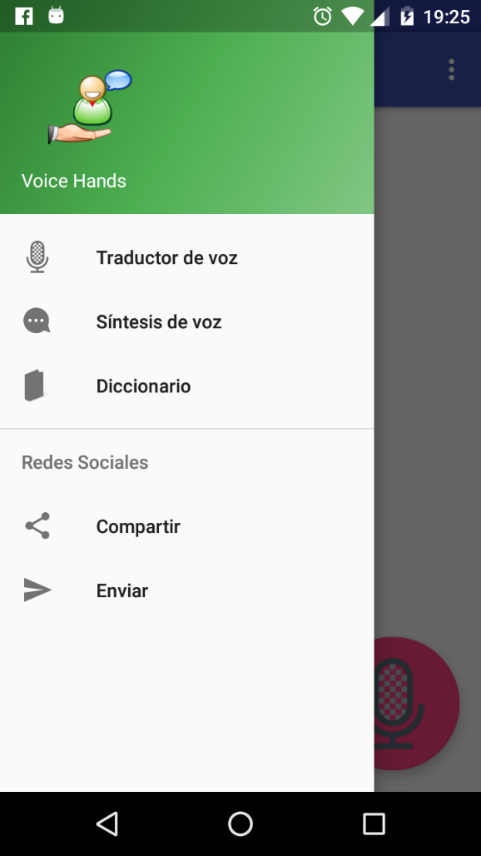 19:25
Voice Hands
Traductor de voz
Síntesis de voz
Diccionario
Redes Sociales
Compartir
Enviar